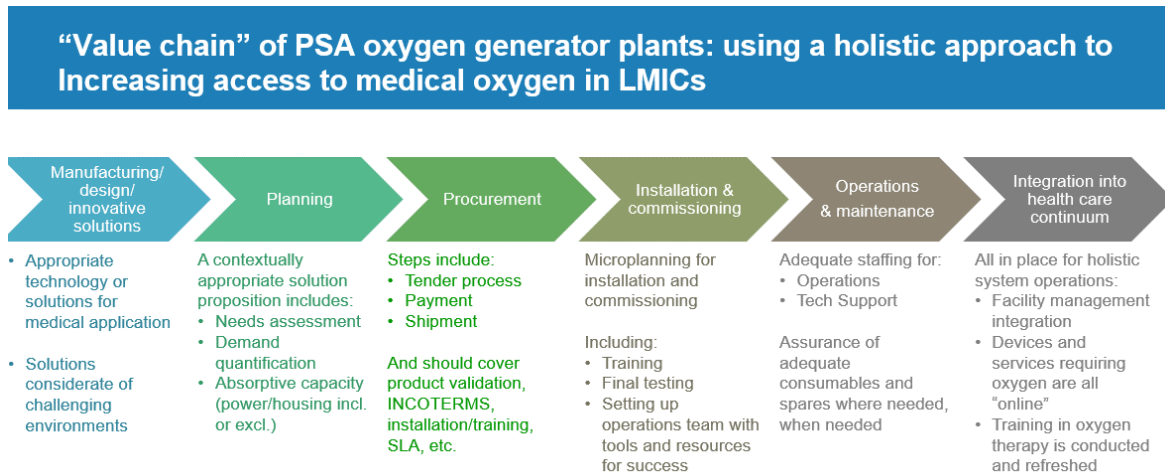 “Value chain” of PSA oxygen generator plants: using a holistic approach to
Increasing access to medical oxygen in LMICs
Manufacturing/
design/
innovative
solutions
• Appropriate
technology or
solutions for
medical application
• Solutions
considerate of
challenging
environments
Planning
A contextually
appropriate solution
proposition includes:
• Needs assessment
• Demand
quantification
• Absorptive capacity
(power/housing incl.
or excl.)
Procurement
Steps include:
• Tender process
• Payment
• Shipment
And should cover
product validation,
INCOTERMS,
installation/training,
SLA, etc.
Installation &
commissioning
Microplanning for
installation and
commissioning
Including:
• Training
• Final testing
• Setting up
operations team with
tools and resources
for success
Operations
& maintenance
Adequate staffing for:
• Operations
• Tech Support
Assurance of
adequate
consumables and
spares where needed,
when needed
Integration into
health care
continuum
All in place for holistic
system operations:
• Facility management
integration
• Devices and
services requiring
oxygen are all
“online”
• Training in oxygen
therapy is conducted
and refreshed